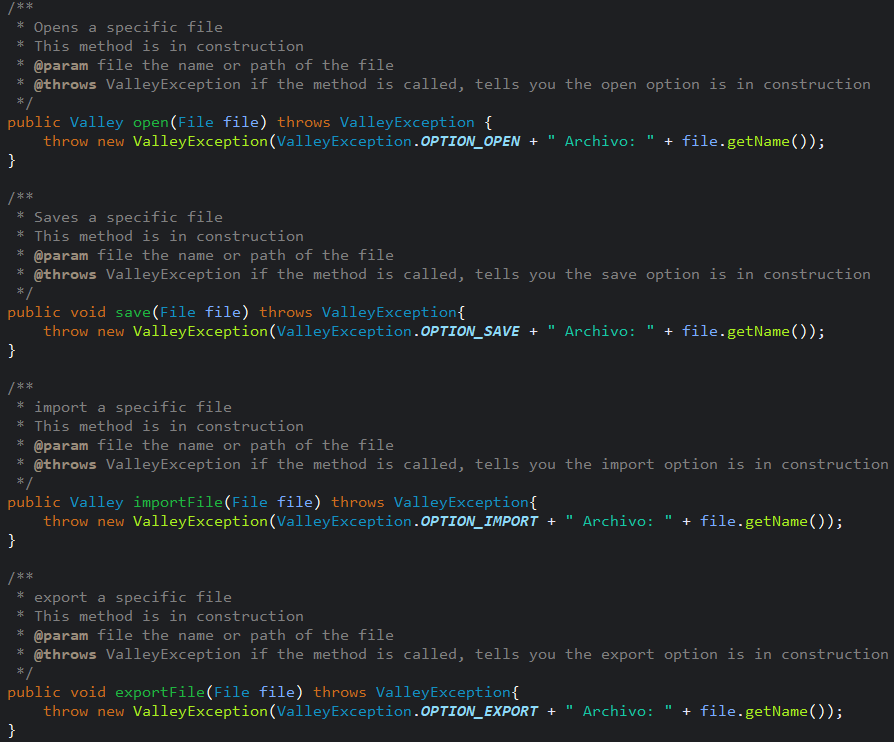 /**
 * Opens a specific file
 * This method is in construction
 * @param file the name or path of the file
 * @throws ValleyException if the method is called, tells you the open option is in construction
 */
public Valley open(File file) throws ValleyException {
    throw new ValleyException(ValleyException.OPTION_OPEN + " Archivo: " + file.getName());
}

/**
 * Saves a specific file
 * This method is in construction
 * @param file the name or path of the file
 * @throws ValleyException if the method is called, tells you the save option is in construction
 */
public void save(File file) throws ValleyException{
    throw new ValleyException(ValleyException.OPTION_SAVE + " Archivo: " + file.getName());
}

/**
 * import a specific file
 * This method is in construction
 * @param file the name or path of the file
 * @throws ValleyException if the method is called, tells you the import option is in construction
 */
public Valley importFile(File file) throws ValleyException{
    throw new ValleyException(ValleyException.OPTION_IMPORT + " Archivo: " + file.getName());
}

/**
 * export a specific file
 * This method is in construction
 * @param file the name or path of the file
 * @throws ValleyException if the method is called, tells you the export option is in construction
 */
public void exportFile(File file) throws ValleyException{
    throw new ValleyException(ValleyException.OPTION_EXPORT + " Archivo: " + file.getName());
}